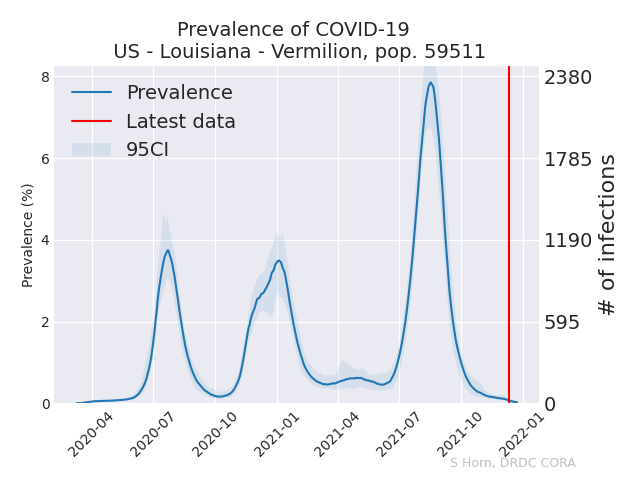 Prevalence of COVID-19
US - Louisiana - Vermilion, pop. 59511
Prevalence
Latest data
95CI
Prevalence (%)
8
6
4
2
0
2380
1785
1190
595
0
# of infections
2020-04
2020-07
2020-10
2021-01
2021-04
2021-07
2021-10
2022-01
S Horn, DRDC CORA